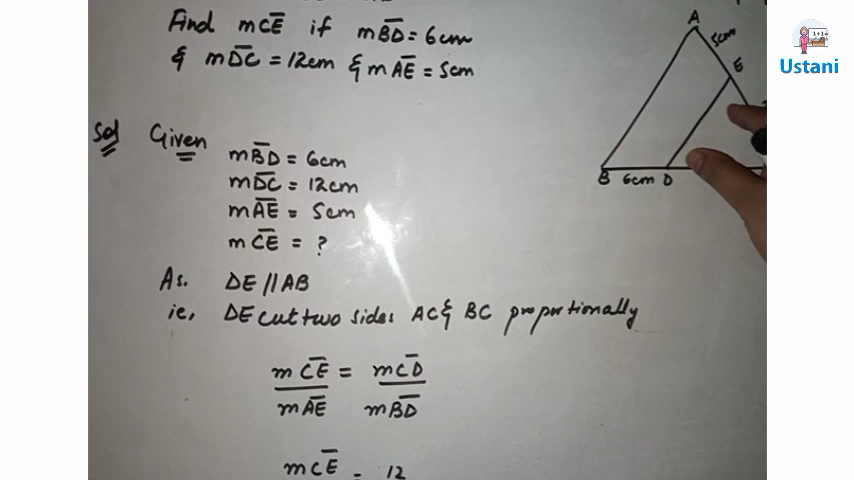 Find mCE if mBD = 6cm
& mDC = 12cm & mAE = 5cm
Sol Given
mBD = 6cm
mDC = 12cm
mAE = 5cm
mCE = ?
As. DE // AB
ie, DE cut two sides AC & BC proportionally
mCE = mCD
mAE mBD
mCE = 12
A
5cm
E
B 6cm D
1+1=
Ustani